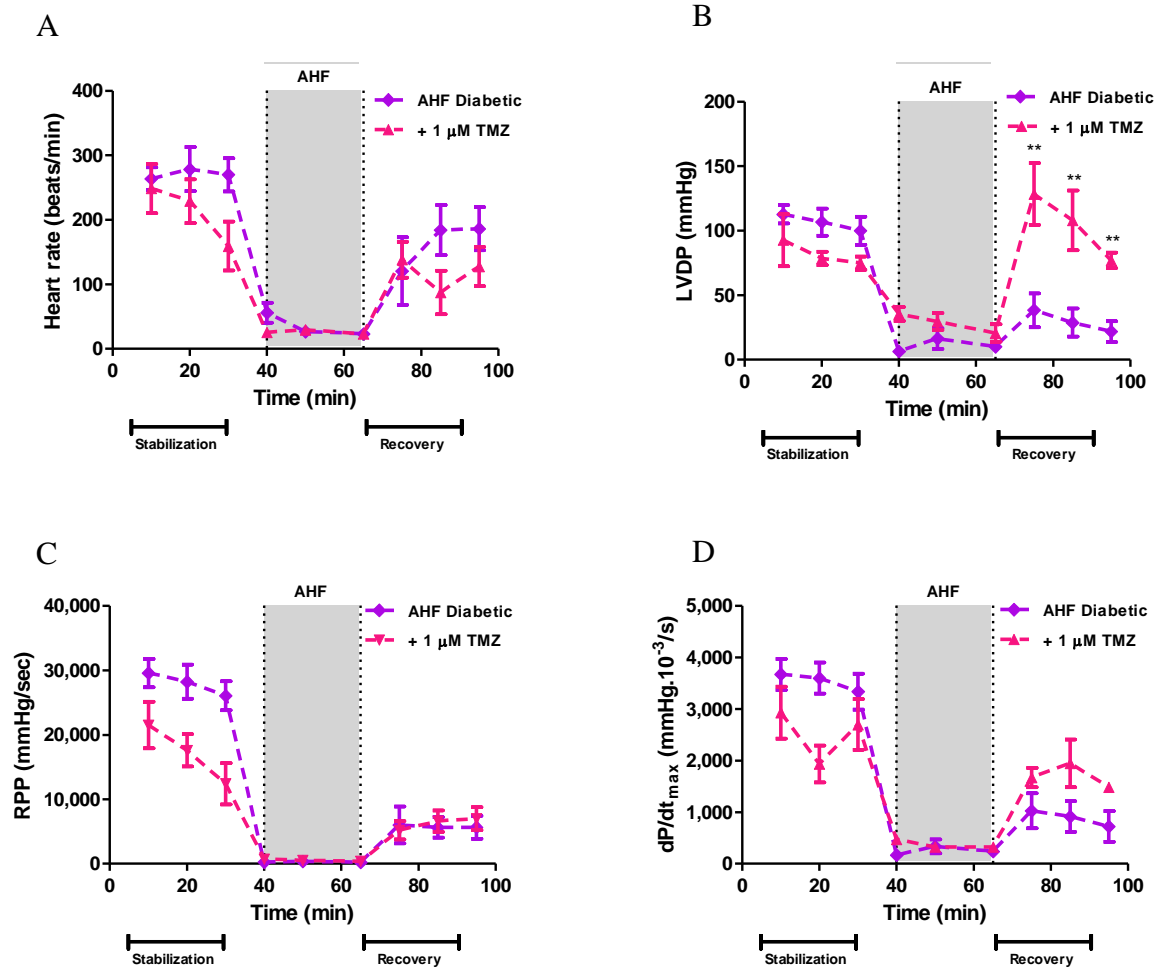 A
AHF
400
300
200
100
0
Heart rate (beats/min)
AHF Diabetic
+ 1 µM TMZ
0 20 40 60 80 100
Time (min)
Stabilization
Recovery
B
AHF
200
150
100
50
0
LVDP (mmHg)
AHF Diabetic
+ 1 µM TMZ
**
**
**
0 20 40 60 80 100
Time (min)
Stabilization
Recovery
C
AHF
40,000
30,000
20,000
10,000
0
RPP (mmHg/sec)
AHF Diabetic
+ 1 µM TMZ
0 20 40 60 80 100
Time (min)
Stabilization
Recovery
D
AHF
5,000
4,000
3,000
2,000
1,000
0
dP/dtmax (mmHg.10⁻³/s)
AHF Diabetic
+ 1 µM TMZ
0 20 40 60 80 100
Time (min)
Stabilization
Recovery